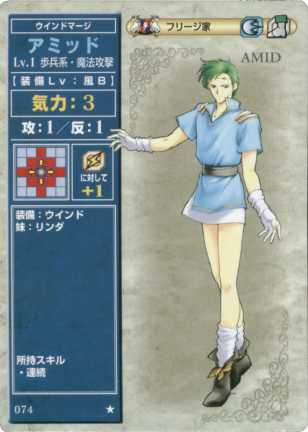 ウインドマージ
アミッド
Lv.1 歩兵系・魔法攻撃
[装備Lv:風B]
気力:3
攻:1/反:1
に対して
+1
装備:ウインド
妹:リンダ
所持スキル
・連続
074 ★
フリージ家
AMID